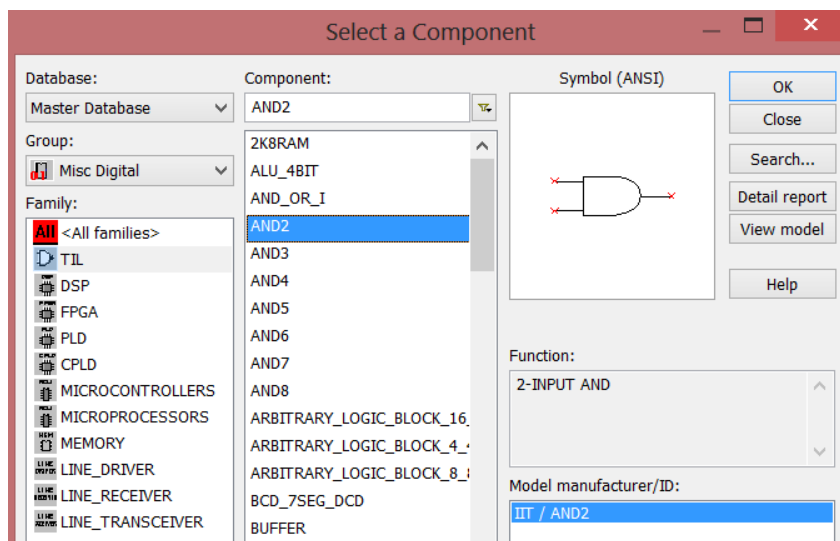 Select a Component
Database:
Master Database
Group:
Misc Digital
Family:
All <All families>
TIL
DSP
FPGA
PLD
CPLD
MICROCONTROLLERS
MICROPROCESSORS
MEMORY
LINE_DRIVER
LINE_RECEIVER
LINE_TRANSCEIVER
Component:
AND2
2K8RAM
ALU_4BIT
AND_OR_I
AND2
AND3
AND4
AND5
AND6
AND7
AND8
ARBITRARY_LOGIC_BLOCK_16_
ARBITRARY_LOGIC_BLOCK_4_
ARBITRARY_LOGIC_BLOCK_8_
BCD_7SEG_DCD
BUFFER
Symbol (ANSI)
OK
Close
Search...
Detail report
View model
Help
Function:
2-INPUT AND
Model manufacturer/ID:
IIT / AND2